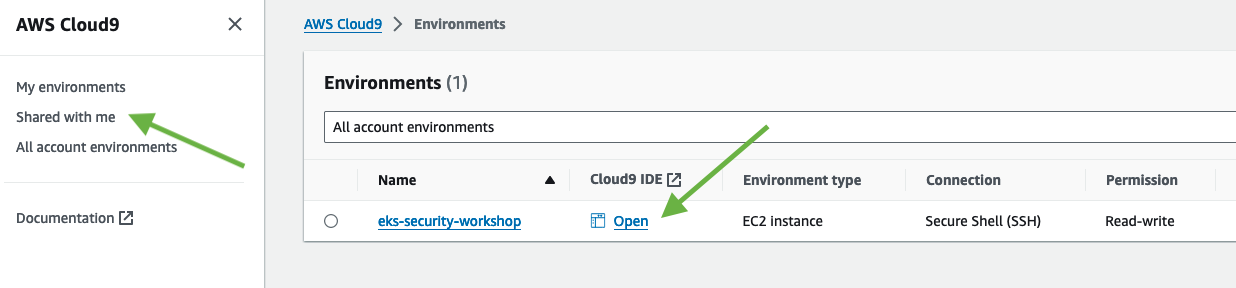 AWS Cloud9
My environments
Shared with me
All account environments
Documentation
AWS Cloud9 > Environments
Environments (1)
All account environments
Name Cloud9 IDE Environment type Connection Permission
eks-security-workshop Open EC2 instance Secure Shell (SSH) Read-write